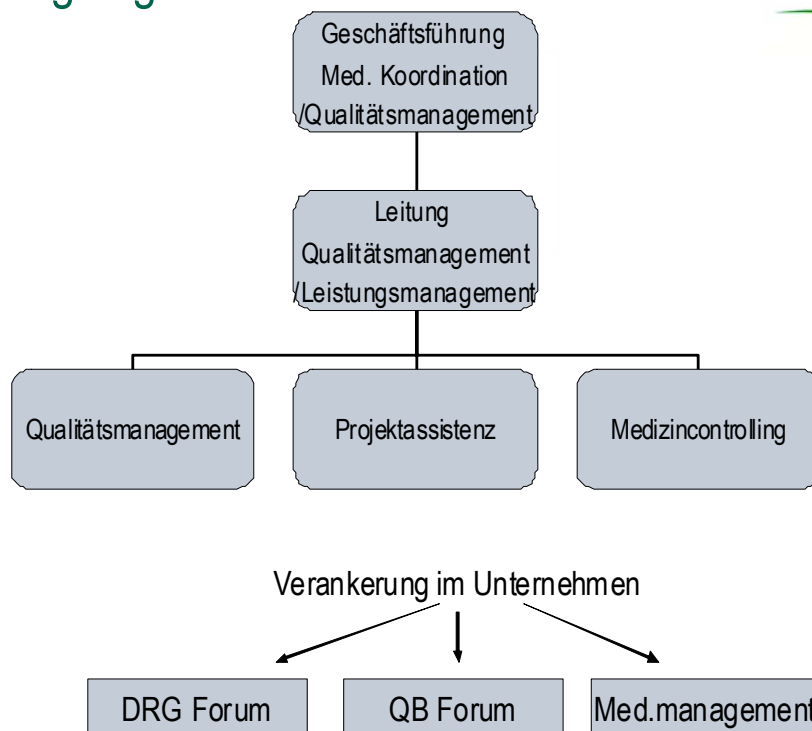 Geschäftsführung
Med. Koordination
/Qualitätsmanagement
Leitung
Qualitätsmanagement
/Leistungsmanagement
Qualitätsmanagement
Projektassistenz
Medizincontrolling
Verankerung im Unternehmen
DRG Forum
QB Forum
Med.management